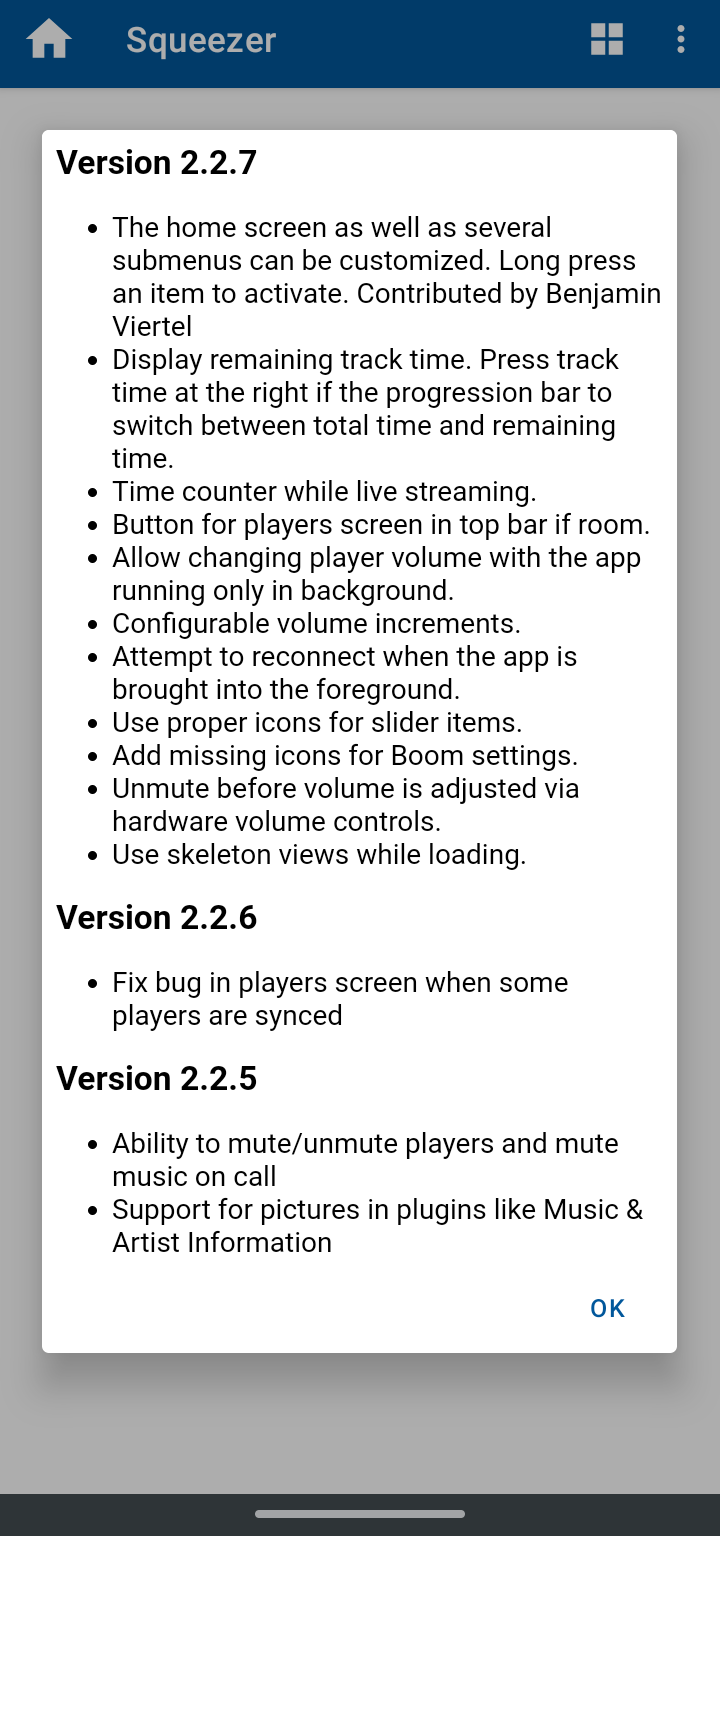 Squeezer
Version 2.2.7
• The home screen as well as several
submenus can be customized. Long press
an item to activate. Contributed by Benjamin
Viertel
• Display remaining track time. Press track
time at the right if the progression bar to
switch between total time and remaining
time.
• Time counter while live streaming.
• Button for players screen in top bar if room.
• Allow changing player volume with the app
running only in background.
• Configurable volume increments.
• Attempt to reconnect when the app is
brought into the foreground.
• Use proper icons for slider items.
• Add missing icons for Boom settings.
• Unmute before volume is adjusted via
hardware volume controls.
• Use skeleton views while loading.
Version 2.2.6
• Fix bug in players screen when some
players are synced
Version 2.2.5
• Ability to mute/unmute players and mute
music on call
• Support for pictures in plugins like Music &
Artist Information
OK